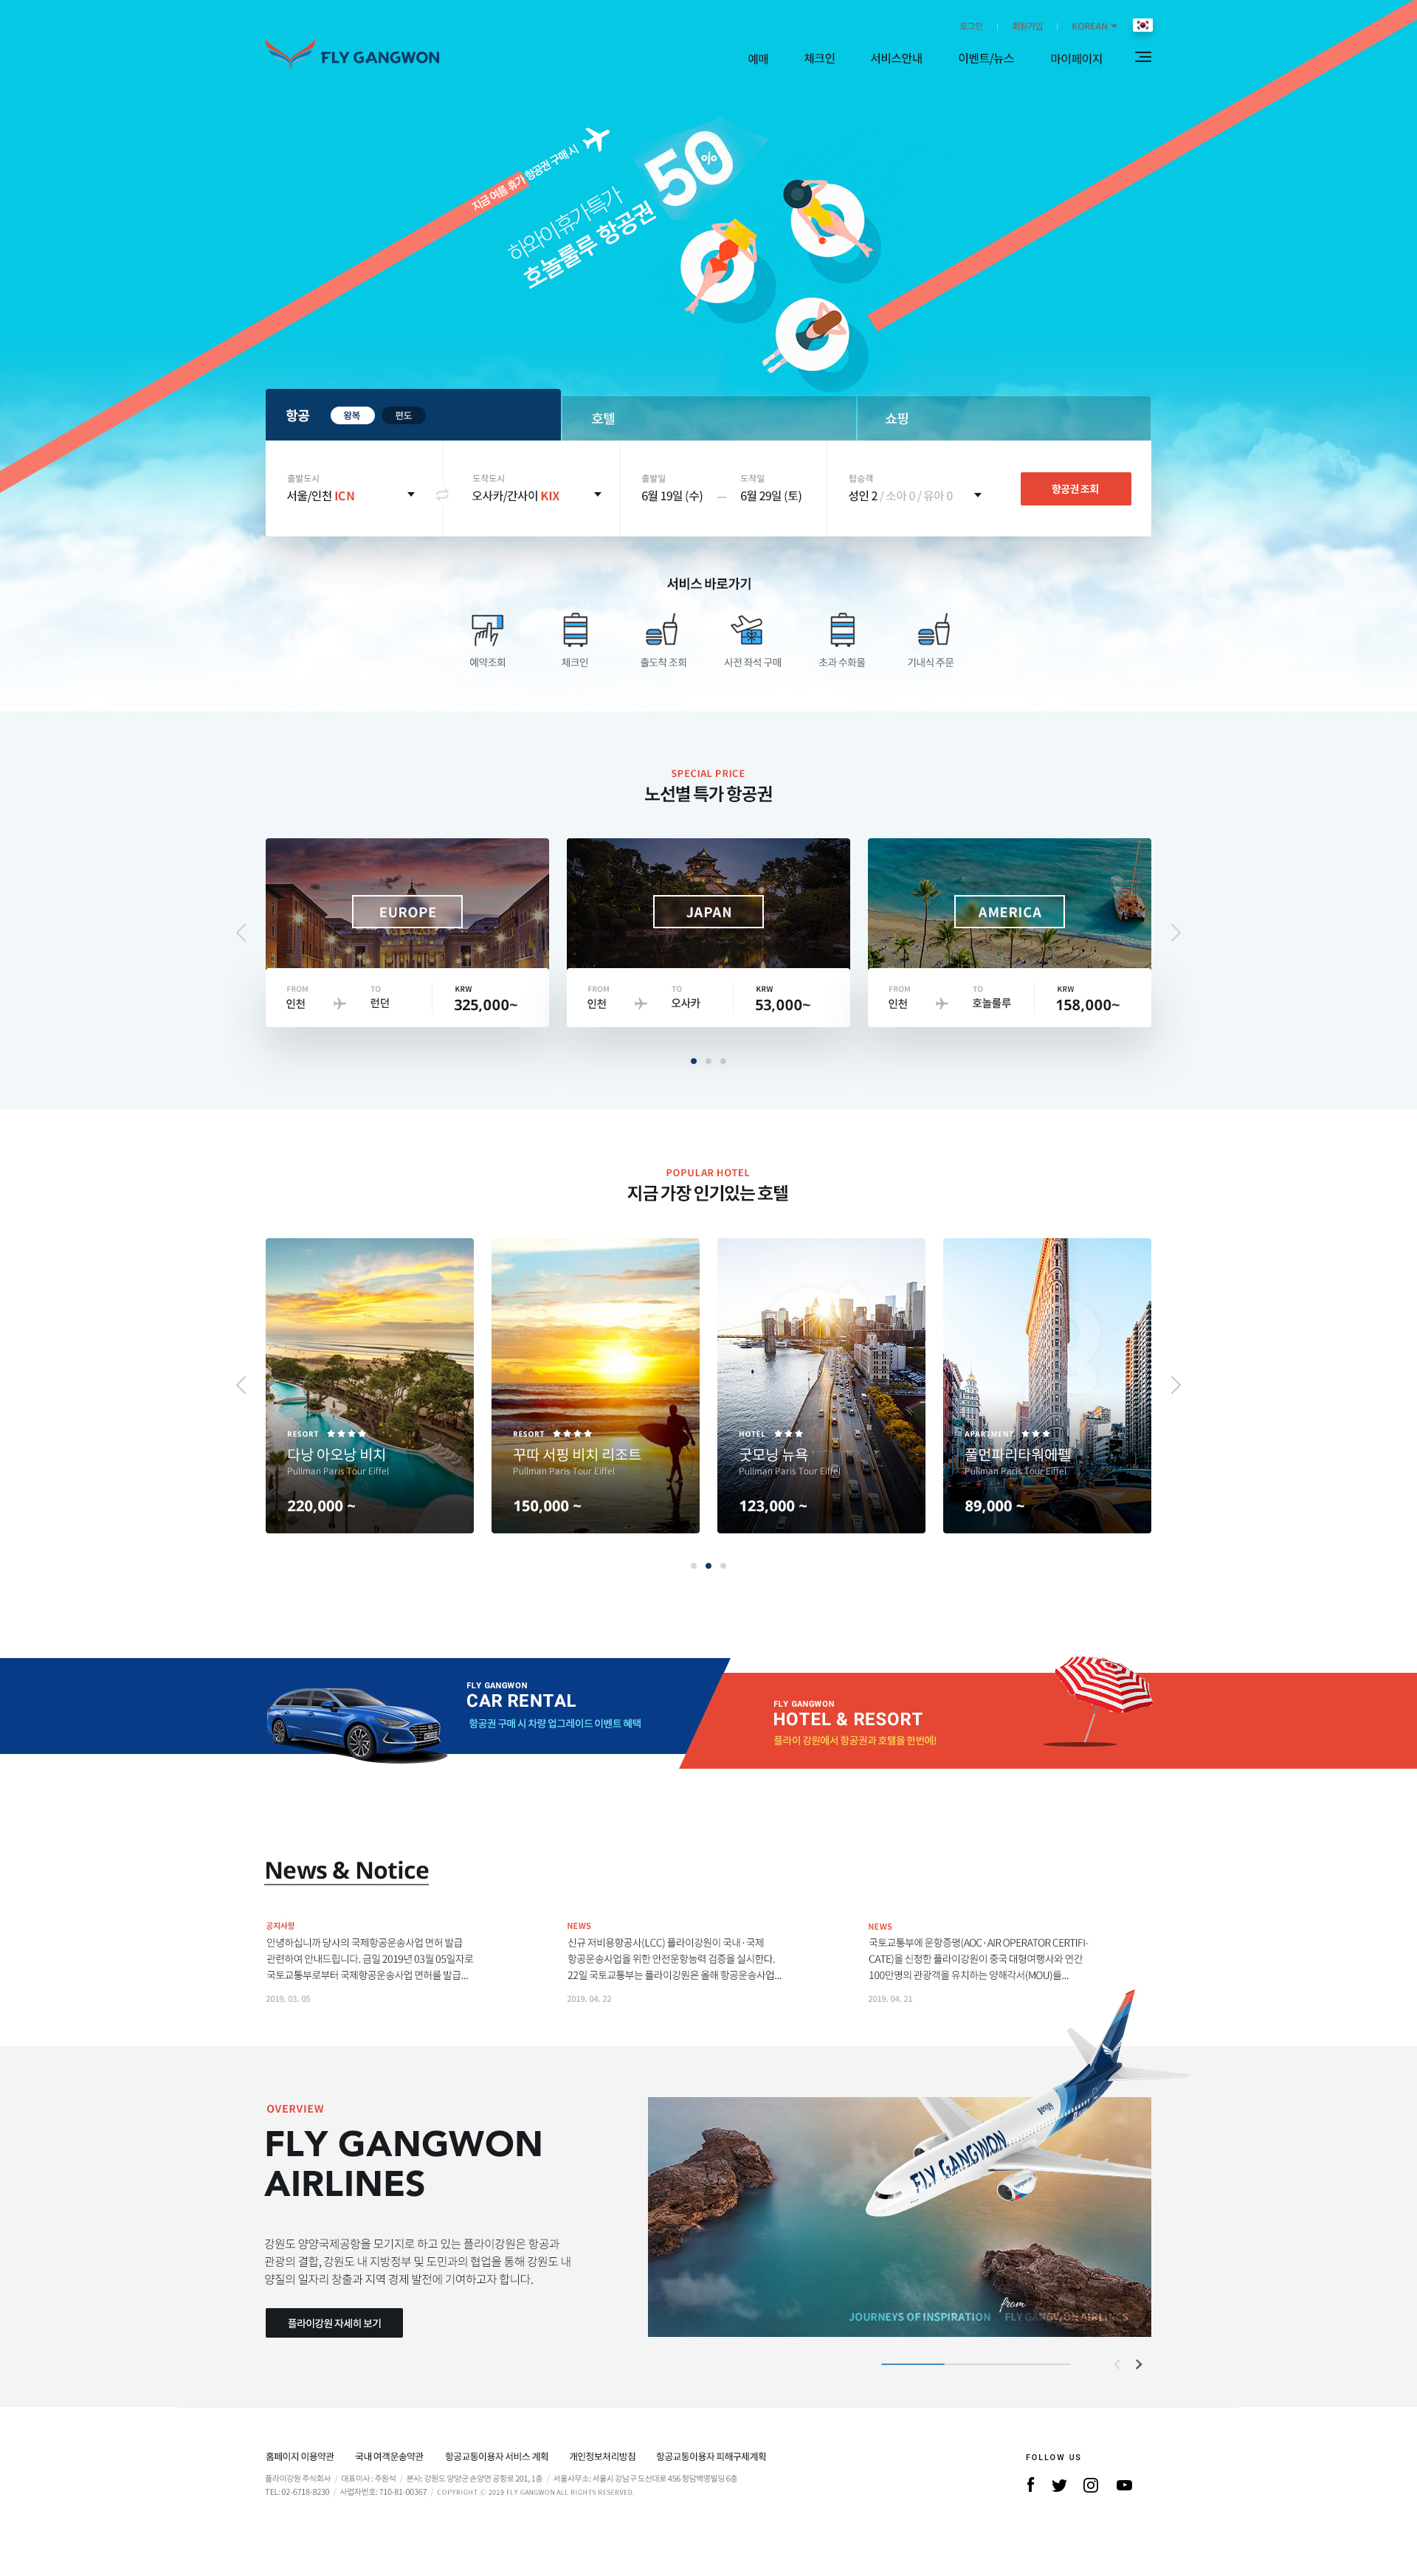 로그인
회원가입
KOREAN
FLY GANGWON
예매
체크인
서비스안내
이벤트/뉴스
마이페이지
지금 여름 휴가 항공권 구매 시
하와이휴가특가
호놀룰루 항공권
50%
항공
왕복
편도
호텔
쇼핑
출발도시
서울/인천 ICN
도착도시
오사카/간사이 KIX
출발일
6월 19일 (수)
—
도착일
6월 29일 (토)
탑승객
성인 2 / 소아 0 / 유아 0
항공권 조회
서비스 바로가기
예약조회
체크인
출도착 조회
사전 좌석 구매
초과 수화물
기내식 주문
SPECIAL PRICE
노선별 특가 항공권
EUROPE
FROM
인천
TO
런던
KRW
325,000~
JAPAN
FROM
인천
TO
오사카
KRW
53,000~
AMERICA
FROM
인천
TO
호놀룰루
KRW
158,000~
POPULAR HOTEL
지금 가장 인기있는 호텔
RESORT
다낭 아오낭 비치
Pullman Paris Tour Eiffel
220,000 ~
RESORT
꾸따 서핑 비치 리조트
Pullman Paris Tour Eiffel
150,000 ~
HOTEL
굿모닝 뉴욕
Pullman Paris Tour Eiffel
123,000 ~
APARTMENT
풀먼파리타워에펠
Pullman Paris Tour Eiffel
89,000 ~
FLY GANGWON
CAR RENTAL
항공권 구매 시 차량 업그레이드 이벤트 혜택
FLY GANGWON
HOTEL & RESORT
플라이 강원에서 항공권과 호텔을 한번에!
News & Notice
공지사항
안녕하십니까 당사의 국제항공운송사업 면허 발급
관련하여 안내드립니다. 금일 2019년 03월 05일자로
국토교통부로부터 국제항공운송사업 면허를 발급...
2019. 03. 05
NEWS
신규 저비용항공사(LCC) 플라이강원이 국내 · 국제
항공운송사업을 위한 안전운항능력 검증을 실시한다.
22일 국토교통부는 플라이강원은 올해 항공운송사업...
2019. 04. 22
NEWS
국토교통부에 운항증명(AOC · AIR OPERATOR CERTIFI-
CATE)을 신청한 플라이강원이 중국 대형여행사와 연간
100만명의 관광객을 유치하는 양해각서(MOU)를...
2019. 04. 21
OVERVIEW
FLY GANGWON
AIRLINES
강원도 양양국제공항을 모기지로 하고 있는 플라이강원은 항공과
관광의 결합, 강원도 내 지방정부 및 도민과의 협업을 통해 강원도 내
양질의 일자리 창출과 지역 경제 발전에 기여하고자 합니다.
플라이강원 자세히 보기
플라이강원
FLY GANGWON
JOURNEYS OF INSPIRATION from FLY GANGWON AIRLINES
홈페이지 이용약관
국내 여객운송약관
항공교통이용자 서비스 계획
개인정보처리방침
항공교통이용자 피해구제계획
플라이강원 주식회사 / 대표이사 : 주원석 / 본사: 강원도 양양군 손양면 공항로 201, 1층 / 서울사무소: 서울시 강남구 도산대로 456 청담백영빌딩 6층
TEL: 02-6718-8230 / 사업자번호: 710-81-00367 / COPYRIGHT ⓒ 2019 FLY GANGWON ALL RIGHTS RESERVED.
FOLLOW US